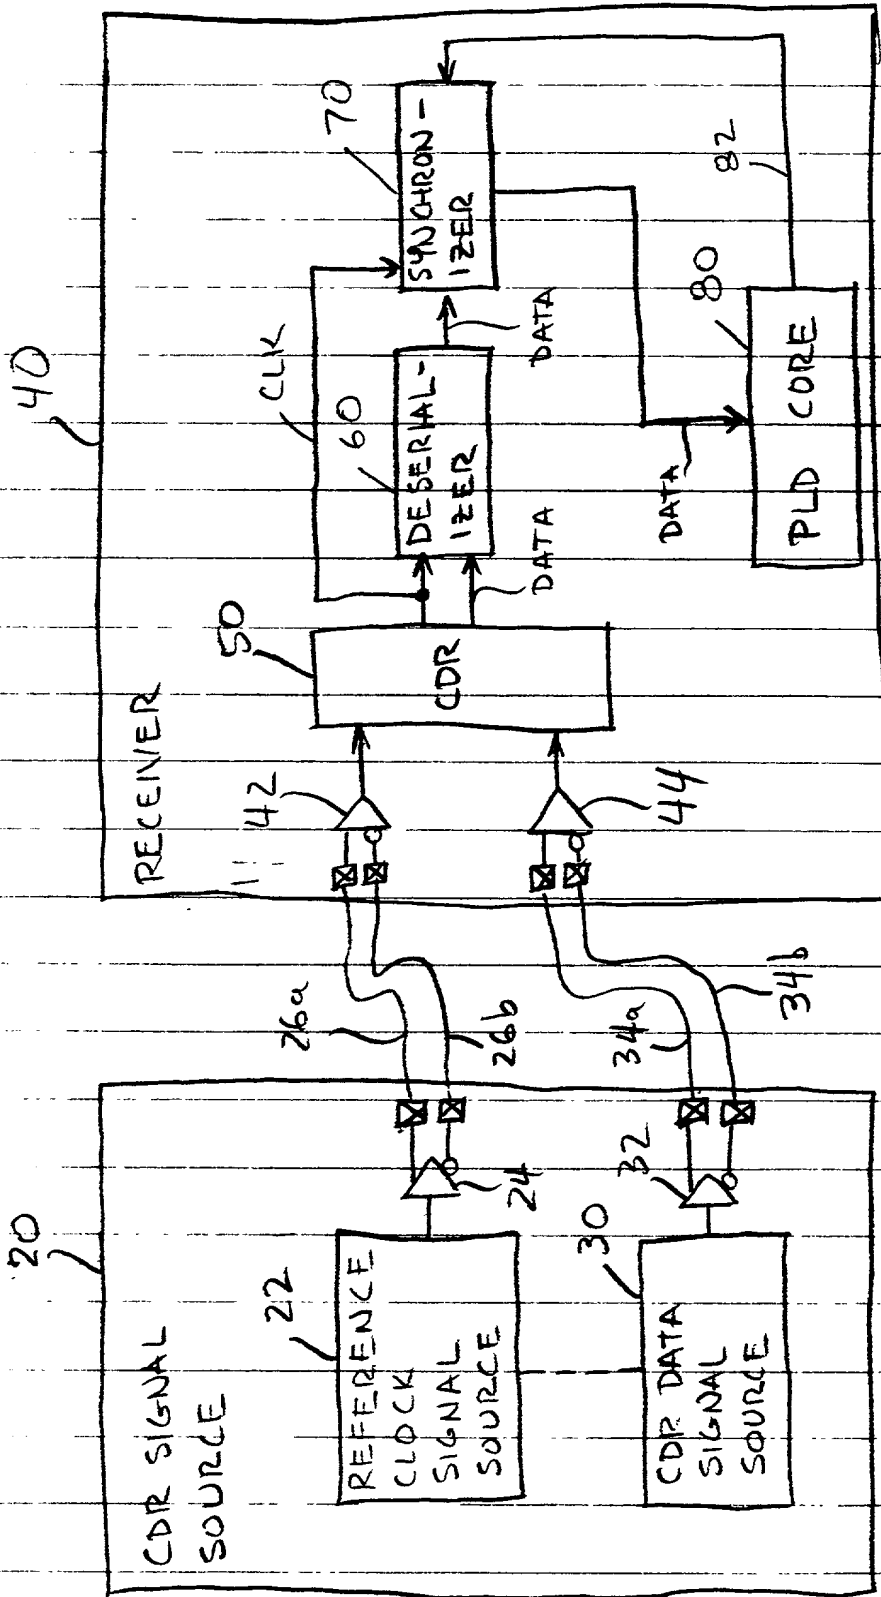 20
CDR SIGNAL
SOURCE
22
REFERENCE
CLOCK
SIGNAL
SOURCE
24
30
CDR DATA
SIGNAL
SOURCE
32
26a
26b
34a
34b
40
RECEIVER
42
44
50
CDR
CLK
60
DESERIAL-
IZER
DATA
DATA
70
SYNCHRON-
IZER
DATA
80
PLD CORE
82